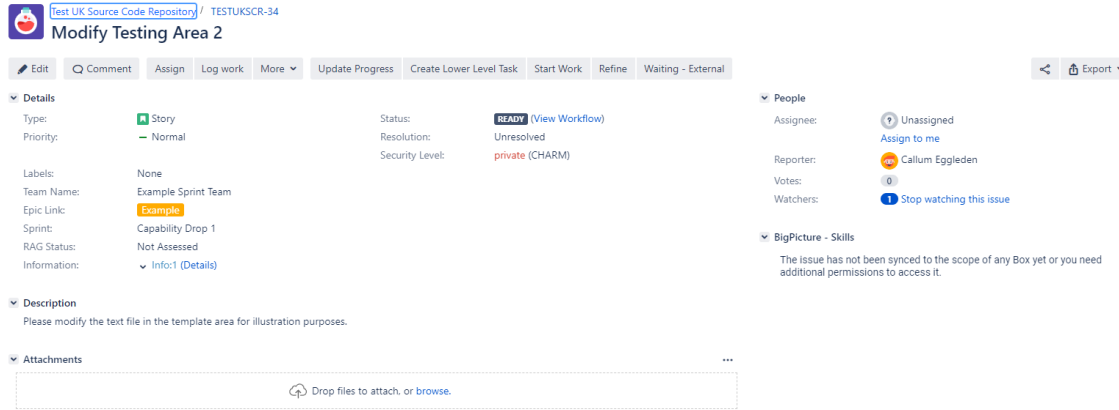 Test UK Source Code Repository / TESTUKSCR-34
Modify Testing Area 2
Edit Comment Assign Log work More Update Progress Create Lower Level Task Start Work Refine Waiting - External Export
Details
Type: Story Status: READY (View Workflow)
Priority: Normal Resolution: Unresolved
Security Level: private (CHARM)
Labels: None
Team Name: Example Sprint Team
Epic Link: Example
Sprint: Capability Drop 1
RAG Status: Not Assessed
Information: Info:1 (Details)
Description
Please modify the text file in the template area for illustration purposes.
Attachments
Drop files to attach, or browse.
People
Assignee: ? Unassigned
Assign to me
Reporter: Callum Eggleden
Votes: 0
Watchers: 1 Stop watching this issue
BigPicture - Skills
The issue has not been synced to the scope of any Box yet or you need
additional permissions to access it.